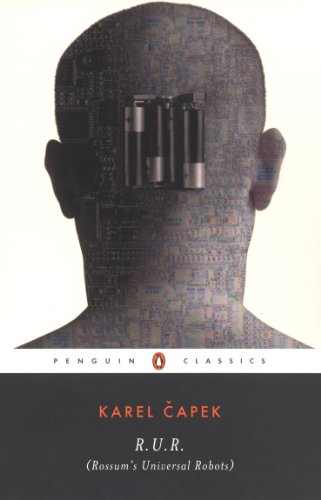 PENGUIN CLASSICS
KAREL ČAPEK
R.U.R.
(Rossum's Universal Robots)